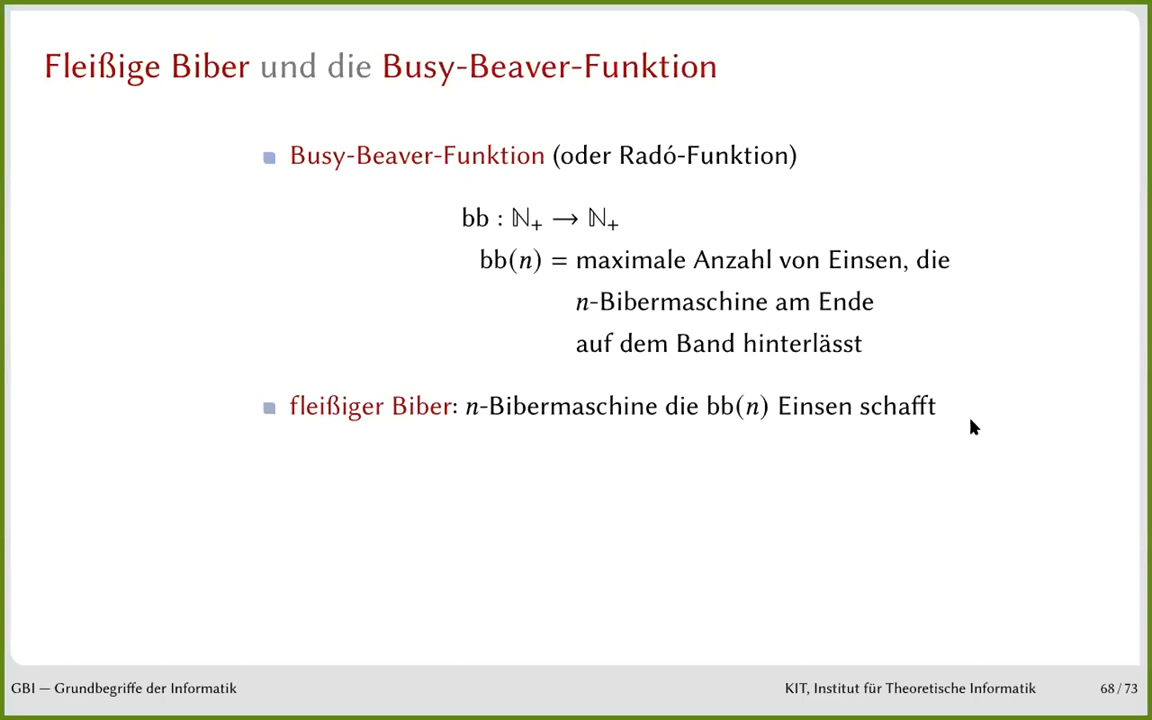 Fleißige Biber und die Busy-Beaver-Funktion
Busy-Beaver-Funktion (oder Radó-Funktion)
bb : ℕ₊ → ℕ₊
bb(n) = maximale Anzahl von Einsen, die
n-Bibermaschine am Ende
auf dem Band hinterlässt
fleißiger Biber: n-Bibermaschine die bb(n) Einsen schafft
GBI — Grundbegriffe der Informatik
KIT, Institut für Theoretische Informatik
68 / 73